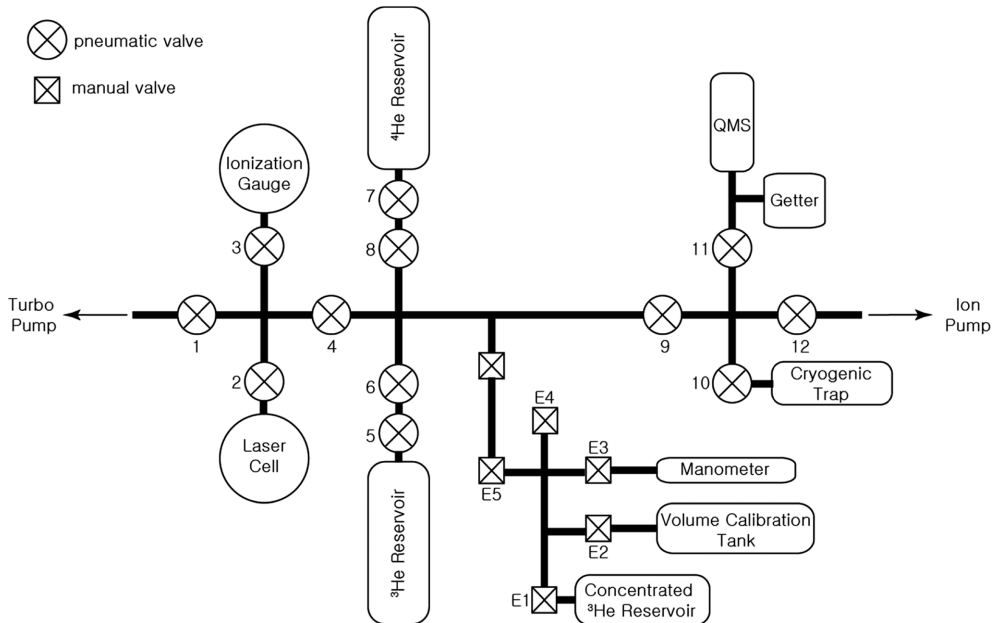 pneumatic valve
manual valve
⁴He Reservoir
QMS
Ionization
Gauge
Getter
7
3
8
11
Turbo
Pump
Ion
Pump
1
4
9
12
2
6
10
Cryogenic
Trap
E4
5
Laser
Cell
E3
Manometer
E5
Volume Calibration
Tank
E2
³He Reservoir
E1
Concentrated
³He Reservoir